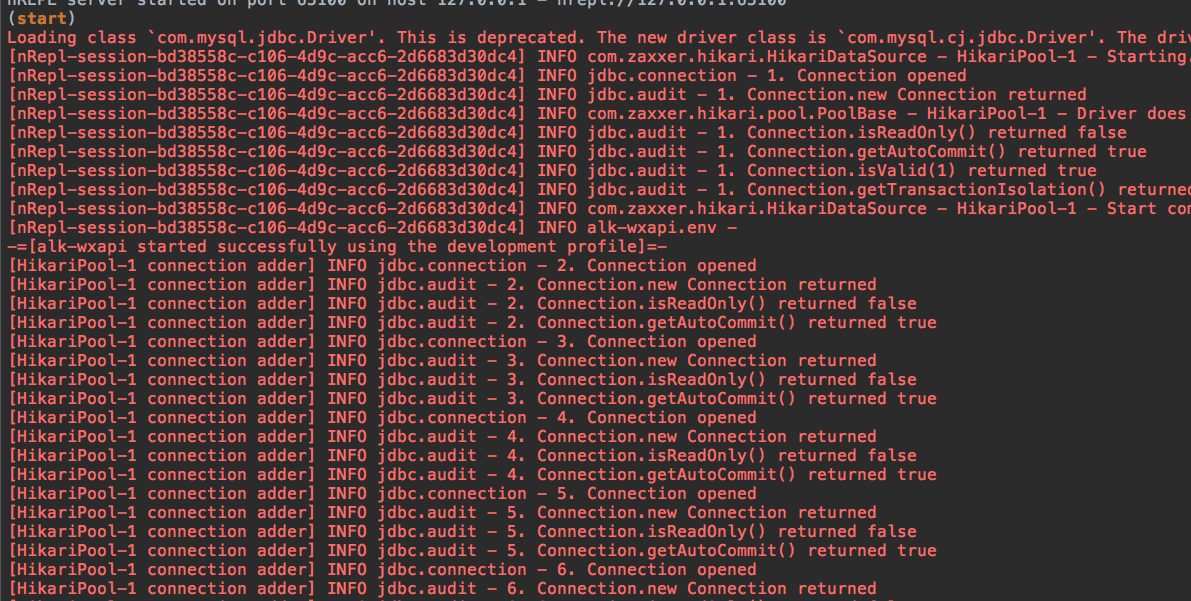 nREPL server started on port 65100 on host 127.0.0.1 - nrepl://127.0.0.1:65100
(start)
Loading class `com.mysql.jdbc.Driver'. This is deprecated. The new driver class is `com.mysql.cj.jdbc.Driver'. The
[nRepl-session-bd38558c-c106-4d9c-acc6-2d6683d30dc4] INFO com.zaxxer.hikari.HikariDataSource - HikariPool-1 - Starting.
[nRepl-session-bd38558c-c106-4d9c-acc6-2d6683d30dc4] INFO jdbc.connection - 1. Connection opened
[nRepl-session-bd38558c-c106-4d9c-acc6-2d6683d30dc4] INFO jdbc.audit - 1. Connection.new Connection returned
[nRepl-session-bd38558c-c106-4d9c-acc6-2d6683d30dc4] INFO com.zaxxer.hikari.pool.PoolBase - HikariPool-1 - Driver does
[nRepl-session-bd38558c-c106-4d9c-acc6-2d6683d30dc4] INFO jdbc.audit - 1. Connection.isReadOnly() returned false
[nRepl-session-bd38558c-c106-4d9c-acc6-2d6683d30dc4] INFO jdbc.audit - 1. Connection.getAutoCommit() returned true
[nRepl-session-bd38558c-c106-4d9c-acc6-2d6683d30dc4] INFO jdbc.audit - 1. Connection.isValid(1) returned true
[nRepl-session-bd38558c-c106-4d9c-acc6-2d6683d30dc4] INFO jdbc.audit - 1. Connection.getTransactionIsolation() returned
[nRepl-session-bd38558c-c106-4d9c-acc6-2d6683d30dc4] INFO com.zaxxer.hikari.HikariDataSource - HikariPool-1 - Start com
[nRepl-session-bd38558c-c106-4d9c-acc6-2d6683d30dc4] INFO alk-wxapi.env -
-=[alk-wxapi started successfully using the development profile]=-
[HikariPool-1 connection adder] INFO jdbc.connection - 2. Connection opened
[HikariPool-1 connection adder] INFO jdbc.audit - 2. Connection.new Connection returned
[HikariPool-1 connection adder] INFO jdbc.audit - 2. Connection.isReadOnly() returned false
[HikariPool-1 connection adder] INFO jdbc.audit - 2. Connection.getAutoCommit() returned true
[HikariPool-1 connection adder] INFO jdbc.connection - 3. Connection opened
[HikariPool-1 connection adder] INFO jdbc.audit - 3. Connection.new Connection returned
[HikariPool-1 connection adder] INFO jdbc.audit - 3. Connection.isReadOnly() returned false
[HikariPool-1 connection adder] INFO jdbc.audit - 3. Connection.getAutoCommit() returned true
[HikariPool-1 connection adder] INFO jdbc.connection - 4. Connection opened
[HikariPool-1 connection adder] INFO jdbc.audit - 4. Connection.new Connection returned
[HikariPool-1 connection adder] INFO jdbc.audit - 4. Connection.isReadOnly() returned false
[HikariPool-1 connection adder] INFO jdbc.audit - 4. Connection.getAutoCommit() returned true
[HikariPool-1 connection adder] INFO jdbc.connection - 5. Connection opened
[HikariPool-1 connection adder] INFO jdbc.audit - 5. Connection.new Connection returned
[HikariPool-1 connection adder] INFO jdbc.audit - 5. Connection.isReadOnly() returned false
[HikariPool-1 connection adder] INFO jdbc.audit - 5. Connection.getAutoCommit() returned true
[HikariPool-1 connection adder] INFO jdbc.connection - 6. Connection opened
[HikariPool-1 connection adder] INFO jdbc.audit - 6. Connection.new Connection returned